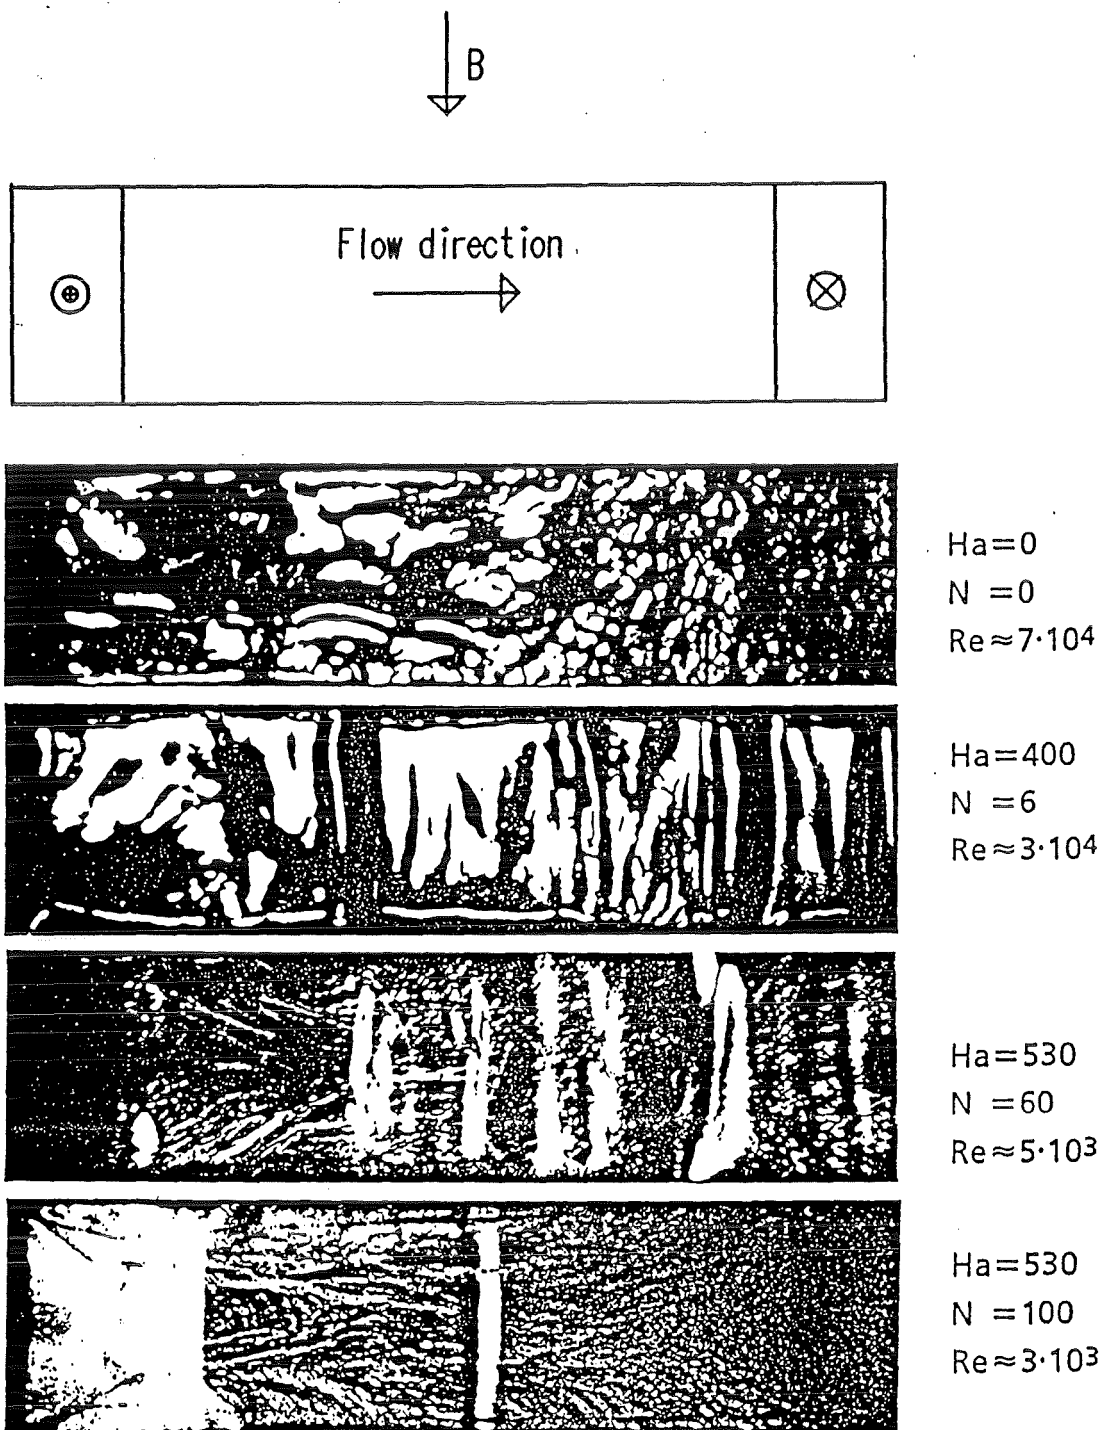 B
Flow direction
Ha=0
N =0
Re≈7·10⁴
Ha=400
N =6
Re≈3·10⁴
Ha=530
N =60
Re≈5·10³
Ha=530
N =100
Re≈3·10³